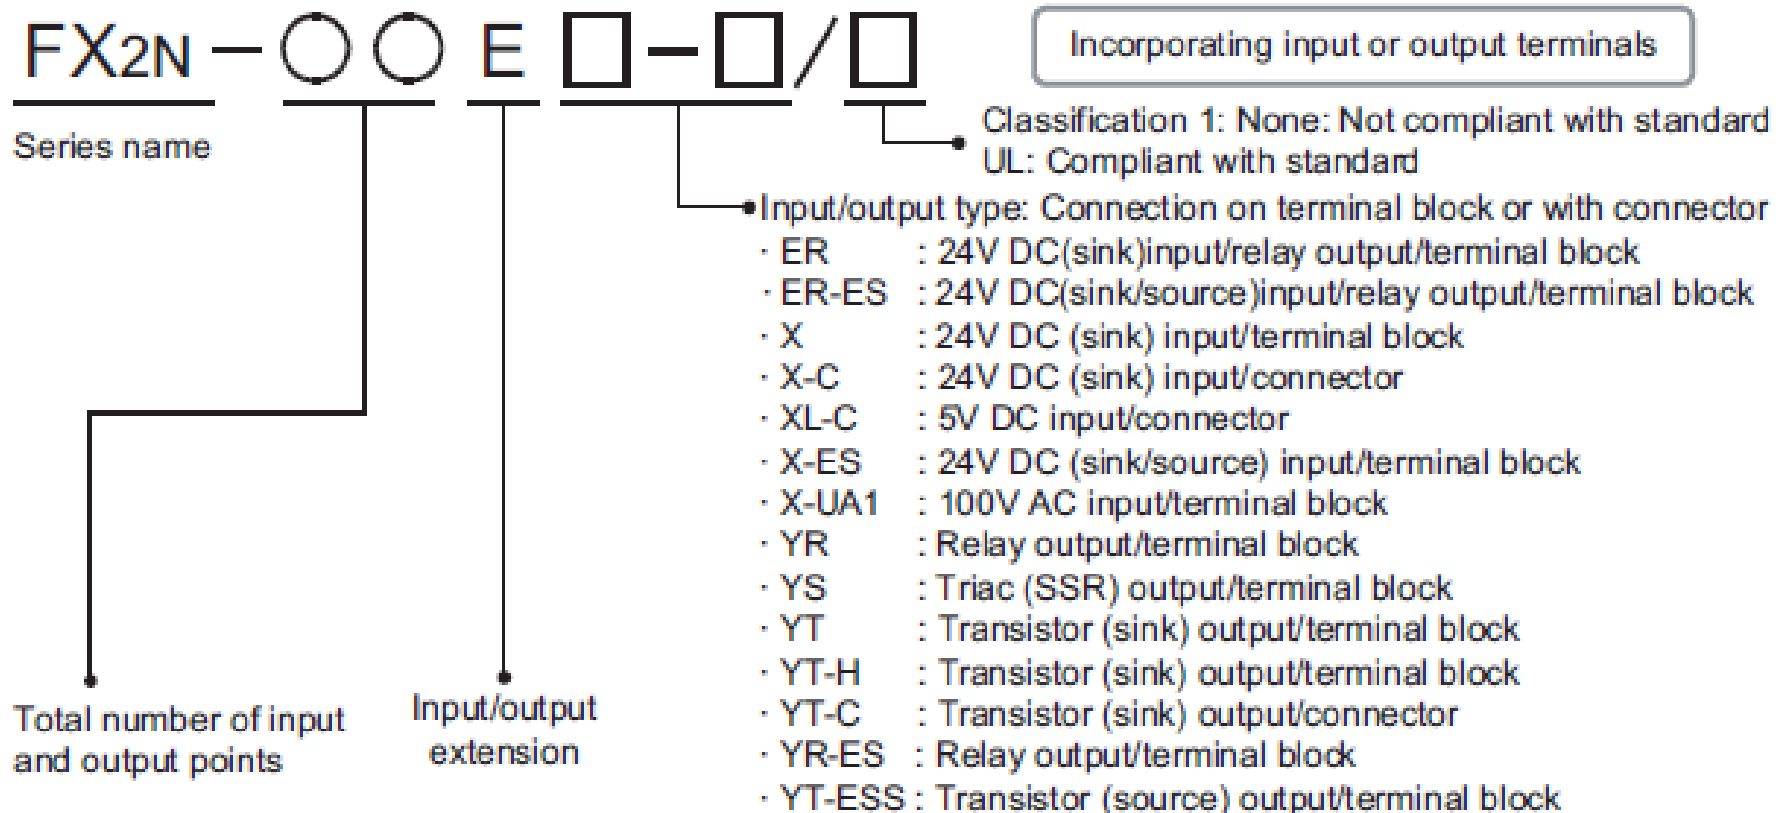 FX2N-○○E□-□/□
Incorporating input or output terminals
Series name
Classification 1: None: Not compliant with standard
UL: Compliant with standard
Input/output type: Connection on terminal block or with connector
· ER : 24V DC(sink)input/relay output/terminal block
· ER-ES : 24V DC(sink/source)input/relay output/terminal block
· X : 24V DC (sink) input/terminal block
· X-C : 24V DC (sink) input/connector
· XL-C : 5V DC input/connector
· X-ES : 24V DC (sink/source) input/terminal block
· X-UA1 : 100V AC input/terminal block
· YR : Relay output/terminal block
· YS : Triac (SSR) output/terminal block
· YT : Transistor (sink) output/terminal block
· YT-H : Transistor (sink) output/terminal block
· YT-C : Transistor (sink) output/connector
· YR-ES : Relay output/terminal block
· YT-ESS : Transistor (source) output/terminal block
Total number of input
and output points
Input/output
extension